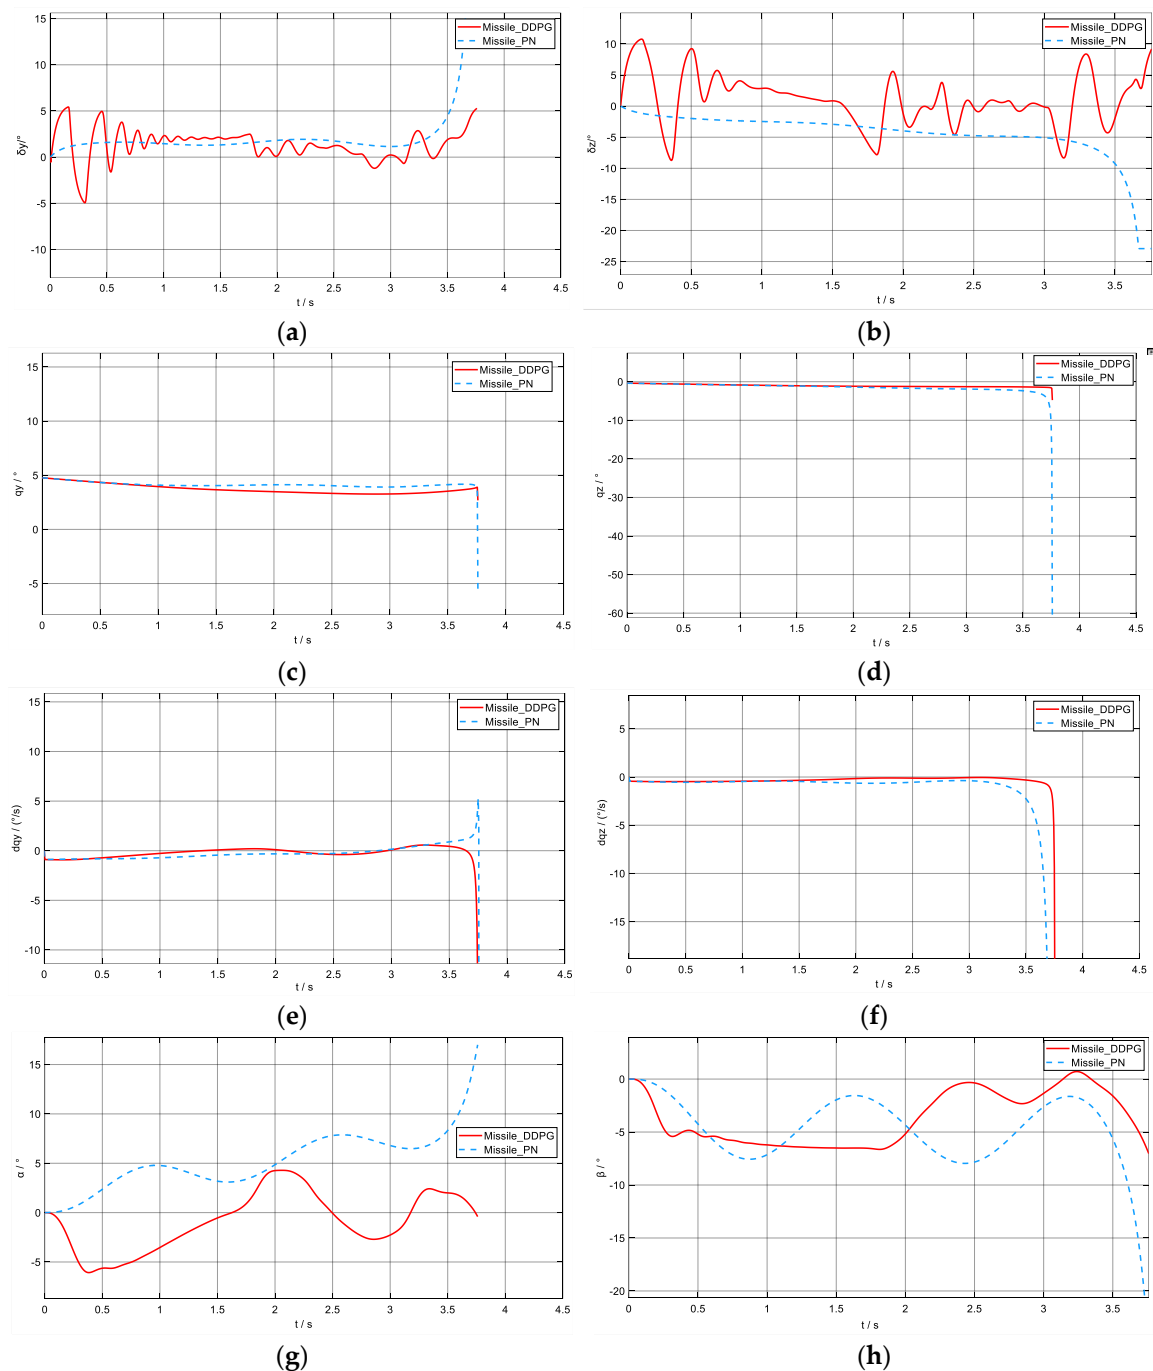 Missile_DDPG
Missile_PN
15
10
5
0
-5
-10
δy/°
0 0.5 1 1.5 2 2.5 3 3.5 4 4.5
t / s
(a)
Missile_DDPG
Missile_PN
10
5
0
-5
-10
-15
-20
-25
δz/°
0 0.5 1 1.5 2 2.5 3 3.5
t / s
(b)
Missile_DDPG
Missile_PN
15
10
5
0
-5
qy / °
0 0.5 1 1.5 2 2.5 3 3.5 4 4.5
t / s
(c)
Missile_DDPG
Missile_PN
0
-10
-20
-30
-40
-50
-60
qz / °
0 0.5 1 1.5 2 2.5 3 3.5 4 4.5
t / s
(d)
Missile_DDPG
Missile_PN
15
10
5
0
-5
-10
dqy / (°/s)
0 0.5 1 1.5 2 2.5 3 3.5 4 4.5
t / s
(e)
Missile_DDPG
Missile_PN
5
0
-5
-10
-15
dqz / (°/s)
0 0.5 1 1.5 2 2.5 3 3.5 4 4.5
t / s
(f)
15
10
5
0
-5
Missile_DDPG
Missile_PN
α / °
0 0.5 1 1.5 2 2.5 3 3.5 4 4.5
t / s
(g)
Missile_DDPG
Missile_PN
0
-5
-10
-15
-20
β / °
0 0.5 1 1.5 2 2.5 3 3.5
t / s
(h)